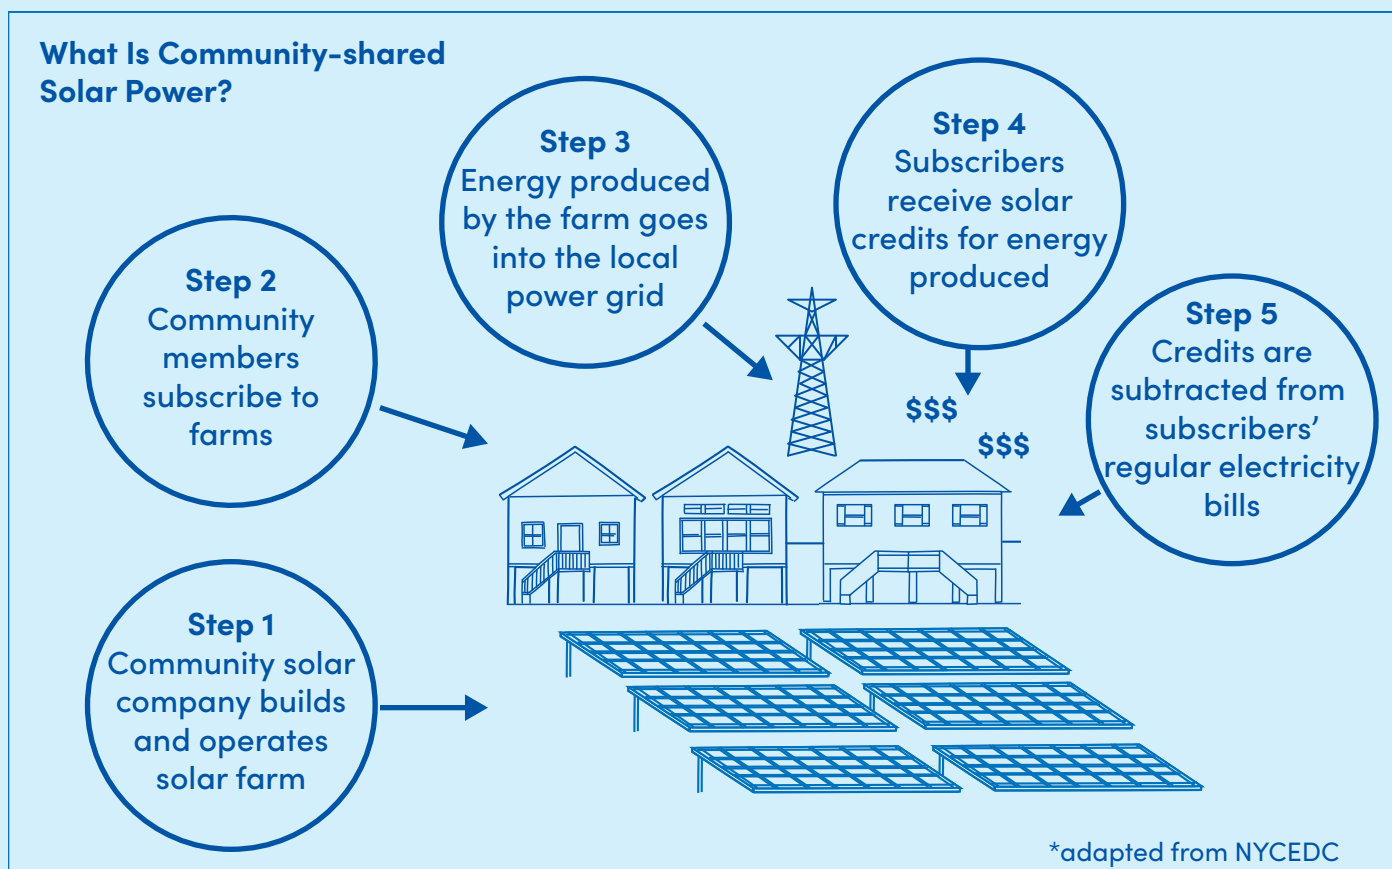 What Is Community-shared
Solar Power?
Step 1
Community solar
company builds
and operates
solar farm
Step 2
Community
members
subscribe to
farms
Step 3
Energy produced
by the farm goes
into the local
power grid
Step 4
Subscribers
receive solar
credits for energy
produced
$$$
$$$
Step 5
Credits are
subtracted from
subscribers’
regular electricity
bills
*adapted from NYCEDC